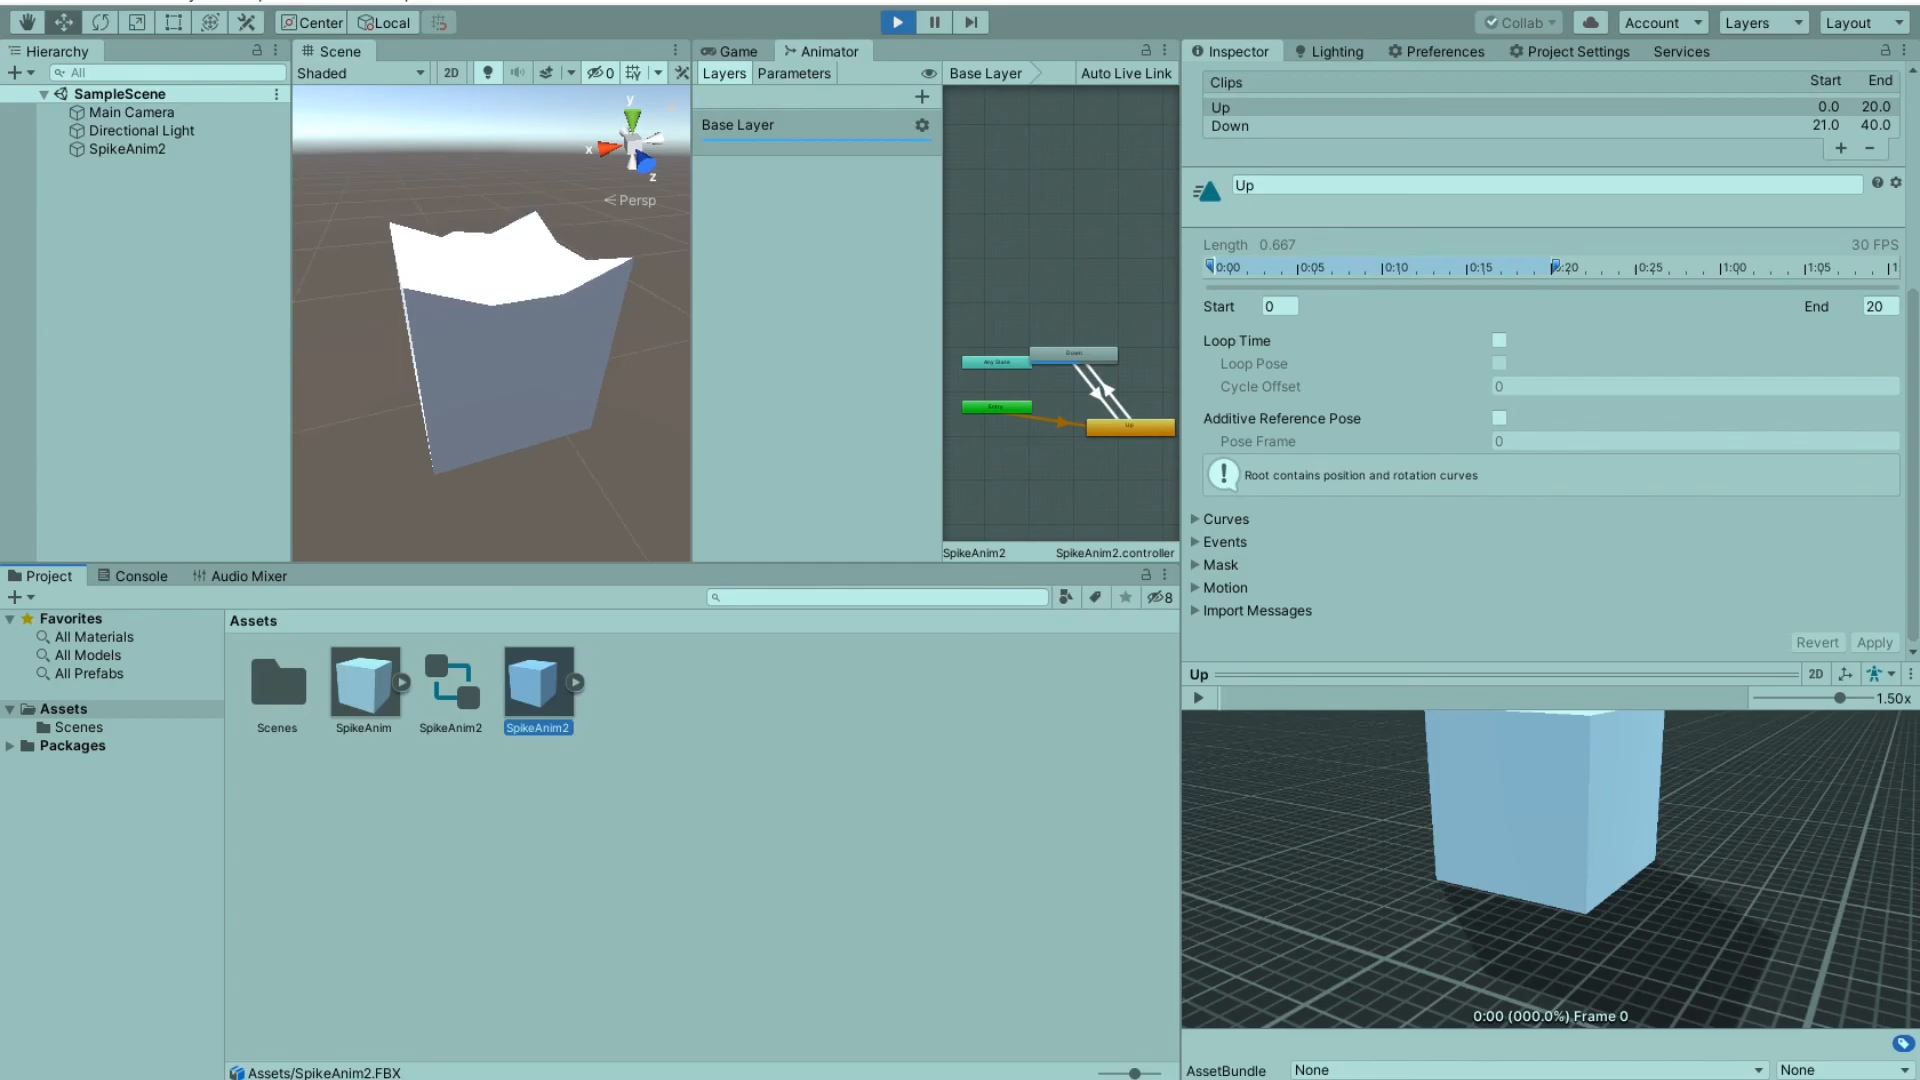 Center
Local
Collab
Account
Layers
Layout
Hierarchy
All
SampleScene
Main Camera
Directional Light
SpikeAnim2
Scene
Shaded
2D
0
y
x
z
Persp
Game
Animator
Layers
Parameters
Base Layer
Auto Live Link
Base Layer
Any State
Down
Entry
Up
SpikeAnim2
SpikeAnim2.controller
Inspector
Lighting
Preferences
Project Settings
Services
Clips
Start
End
Up
0.0
20.0
Down
21.0
40.0
Up
Length 0.667
30 FPS
0:00
0:05
0:10
0:15
0:20
0:25
1:00
1:05
1
Start
0
End
20
Loop Time
Loop Pose
Cycle Offset
0
Additive Reference Pose
Pose Frame
0
Root contains position and rotation curves
Curves
Events
Mask
Motion
Import Messages
Revert
Apply
Up
2D
1.50x
0:00 (000.0%) Frame 0
AssetBundle
None
None
Project
Console
Audio Mixer
8
Favorites
All Materials
All Models
All Prefabs
Assets
Scenes
Packages
Assets
Scenes
SpikeAnim
SpikeAnim2
SpikeAnim2
Assets/SpikeAnim2.FBX